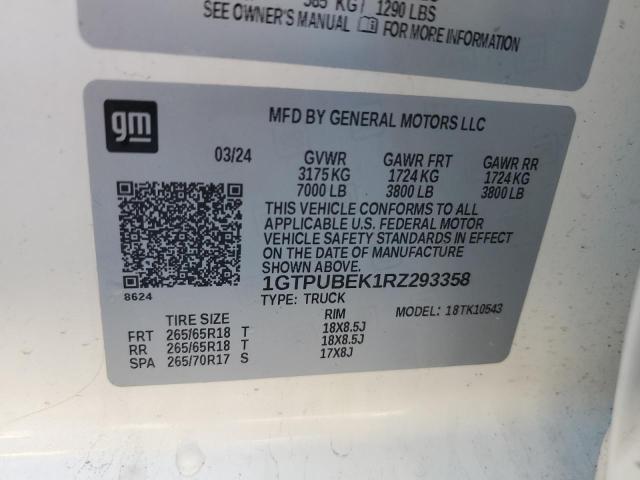 KG 1290 LBS
SEE OWNER'S MANUAL FOR MORE INFORMATION
gm
MFD BY GENERAL MOTORS LLC
03/24 GVWR GAWR FRT GAWR RR
3175 KG 1724 KG 1724 KG
7000 LB 3800 LB 3800 LB
THIS VEHICLE CONFORMS TO ALL
APPLICABLE U.S. FEDERAL MOTOR
VEHICLE SAFETY STANDARDS IN EFFECT
ON THE DATE OF MANUFACTURE
SHOWN ABOVE.
1GTPUBEK1RZ293358
8624
TYPE: TRUCK MODEL: 18TK10543
TIRE SIZE RIM
FRT 265/65R18 T 18X8.5J
RR 265/65R18 T 18X8.5J
SPA 265/70R17 S 17X8J